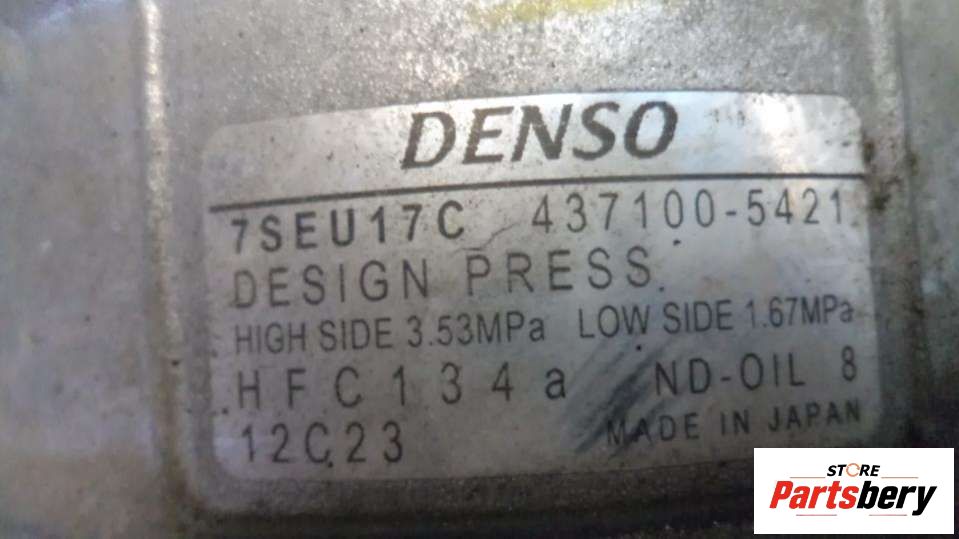 DENSO
7SEU17C 437100-5421
DESIGN PRESS.
HIGH SIDE 3.53MPa LOW SIDE 1.67MPa
HFC134a ND-OIL 8
12C23 MADE IN JAPAN
STORE
Partsbery